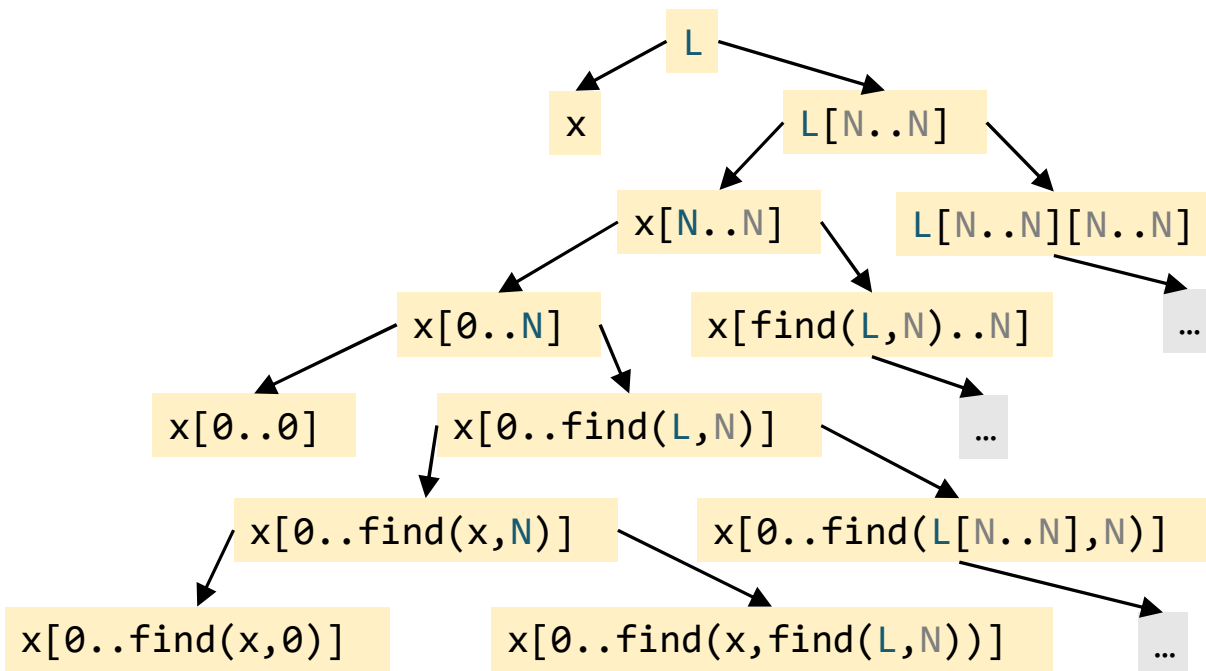 L
x
L[N..N]
x[N..N]
L[N..N][N..N]
x[0..N]
x[find(L,N)..N]
…
x[0..0]
x[0..find(L,N)]
…
x[0..find(x,N)]
x[0..find(L[N..N],N)]
x[0..find(x,0)]
x[0..find(x,find(L,N))]
…